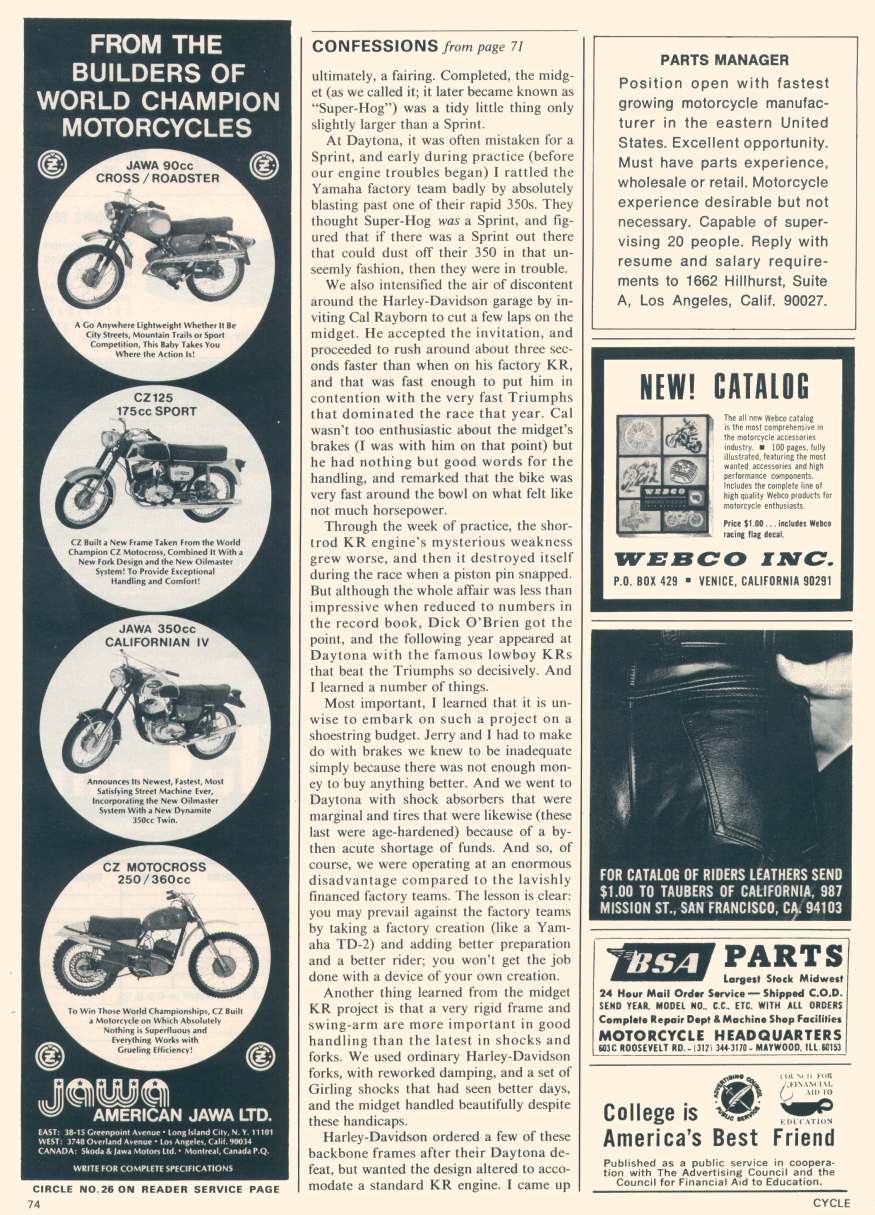 FROM THE
BUILDERS OF
WORLD CHAMPION
MOTORCYCLES
JAWA 90cc
CROSS / ROADSTER
A Go Anywhere Lightweight Whether It Be
City Streets, Mountain Trails or Sport
Competition, This Baby Takes You
Where the Action Is!
CZ 125
175cc SPORT
CZ Built a New Frame Taken From the World
Champion CZ Motocross, Combined It With a
New Fork Design and the New Oilmaster
System! To Provide Exceptional
Handling and Comfort!
JAWA 350cc
CALIFORNIAN IV
Announces Its Newest, Fastest, Most
Satisfying Street Machine Ever,
Incorporating the New Oilmaster
System With a New Dynamite
350cc Twin.
CZ MOTOCROSS
250/360cc
To Win Those World Championships, CZ Built
a Motorcycle on Which Absolutely
Nothing is Superfluous and
Everything Works with
Grueling Efficiency!
JAWA
AMERICAN JAWA LTD.
EAST: 38-15 Greenpoint Avenue • Long Island City, N. Y. 11101
WEST: 3748 Overland Avenue • Los Angeles, Calif. 90034
CANADA: Skoda & Jawa Motors Ltd. • Montreal, Canada P.Q.
WRITE FOR COMPLETE SPECIFICATIONS
CIRCLE NO. 26 ON READER SERVICE PAGE
74
CONFESSIONS from page 71
ultimately, a fairing. Completed, the midg-
et (as we called it; it later became known as
“Super-Hog”) was a tidy little thing only
slightly larger than a Sprint.
At Daytona, it was often mistaken for a
Sprint, and early during practice (before
our engine troubles began) I rattled the
Yamaha factory team badly by absolutely
blasting past one of their rapid 350s. They
thought Super-Hog was a Sprint, and fig-
ured that if there was a Sprint out there
that could dust off their 350 in that un-
seemly fashion, then they were in trouble.
We also intensified the air of discontent
around the Harley-Davidson garage by in-
viting Cal Rayborn to cut a few laps on the
midget. He accepted the invitation, and
proceeded to rush around about three sec-
onds faster than when on his factory KR,
and that was fast enough to put him in
contention with the very fast Triumphs
that dominated the race that year. Cal
wasn't too enthusiastic about the midget's
brakes (I was with him on that point) but
he had nothing but good words for the
handling, and remarked that the bike was
very fast around the bowl on what felt like
not much horsepower.
Through the week of practice, the shor-
trod KR engine's mysterious weakness
grew worse, and then it destroyed itself
during the race when a piston pin snapped.
But although the whole affair was less than
impressive when reduced to numbers in
the record book, Dick O'Brien got the
point, and the following year appeared at
Daytona with the famous lowboy KRs
that beat the Triumphs so decisively. And
I learned a number of things.
Most important, I learned that it is un-
wise to embark on such a project on a
shoestring budget. Jerry and I had to make
do with brakes we knew to be inadequate
simply because there was not enough mon-
ey to buy anything better. And we went to
Daytona with shock absorbers that were
marginal and tires that were likewise (these
last were age-hardened) because of a by-
then acute shortage of funds. And so, of
course, we were operating at an enormous
disadvantage compared to the lavishly
financed factory teams. The lesson is clear:
you may prevail against the factory teams
by taking a factory creation (like a Yam-
aha TD-2) and adding better preparation
and a better rider; you won't get the job
done with a device of your own creation.
Another thing learned from the midget
KR project is that a very rigid frame and
swing-arm are more important in good
handling than the latest in shocks and
forks. We used ordinary Harley-Davidson
forks, with reworked damping, and a set of
Girling shocks that had seen better days,
and the midget handled beautifully despite
these handicaps.
Harley-Davidson ordered a few of these
backbone frames after their Daytona de-
feat, but wanted the design altered to acco-
modate a standard KR engine. I came up
PARTS MANAGER
Position open with fastest
growing motorcycle manufac-
turer in the eastern United
States. Excellent opportunity.
Must have parts experience,
wholesale or retail. Motorcycle
experience desirable but not
necessary. Capable of super-
vising 20 people. Reply with
resume and salary require-
ments to 1662 Hillhurst, Suite
A, Los Angeles, Calif. 90027.
NEW! CATALOG
WEBCO
The all new Webco catalog
is the most comprehensive in
the motorcycle accessories
industry. ■ 100 pages, fully
illustrated, featuring the most
wanted accessories and high
performance components.
Includes the complete line of
high quality Webco products for
motorcycle enthusiasts.
Price $1.00 . . . includes Webco
racing flag decal.
WEBCO INC.
P.O. BOX 429 ■ VENICE, CALIFORNIA 90291
FOR CATALOG OF RIDERS LEATHERS SEND
$1.00 TO TAUBERS OF CALIFORNIA, 987
MISSION ST., SAN FRANCISCO, CA. 94103
BSA PARTS
Largest Stock Midwest
24 Hour Mail Order Service — Shipped C.O.D.
SEND YEAR, MODEL NO., C.C., ETC. WITH ALL ORDERS
Complete Repair Dept & Machine Shop Facilities
MOTORCYCLE HEADQUARTERS
603C ROOSEVELT RD. – (312) 344-3170 – MAYWOOD, ILL. 60153
ADVERTISING COUNCIL
PUBLIC SERVICE
COUNCIL FOR
FINANCIAL
AID TO
EDUCATION
College is
America's Best Friend
Published as a public service in coopera-
tion with The Advertising Council and the
Council for Financial Aid to Education.
CYCLE